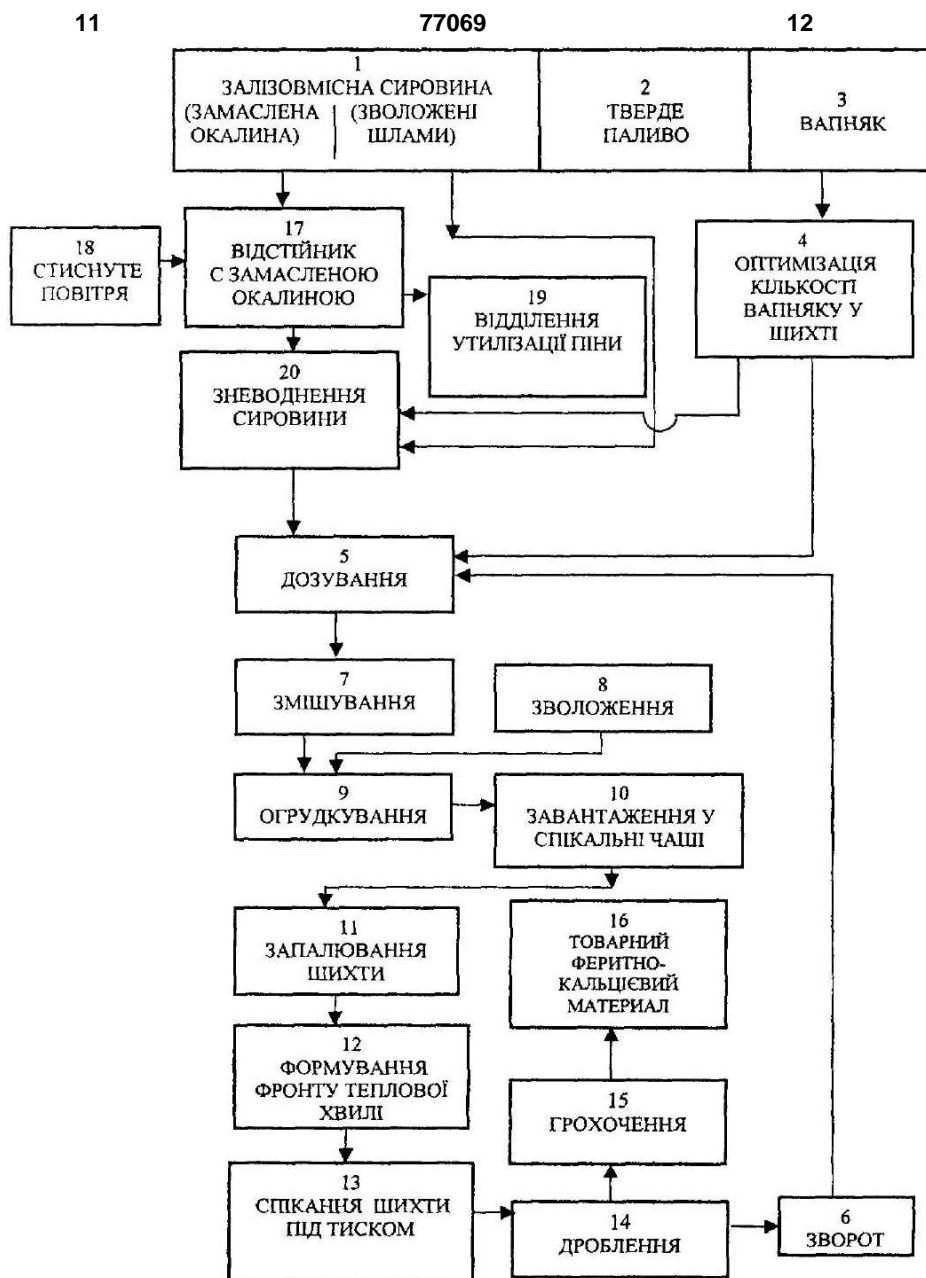 11 77069 12
1
ЗАЛІЗОВМІСНА СИРОВИНА
(ЗАМАСЛЕНА (ЗВОЛОЖЕНІ
ОКАЛИНА) ШЛАМИ)
2
ТВЕРДЕ
ПАЛИВО
3
ВАПНЯК
18
СТИСНУТЕ
ПОВІТРЯ
17
ВІДСТІЙНИК
С ЗАМАСЛЕНОЮ
ОКАЛИНОЮ
19
ВІДДІЛЕННЯ
УТИЛІЗАЦІЇ ПІНИ
4
ОПТИМІЗАЦІЯ
КІЛЬКОСТІ
ВАПНЯКУ У
ШИХТІ
20
ЗНЕВОДНЕННЯ
СИРОВИНИ
5
ДОЗУВАННЯ
7
ЗМІШУВАННЯ
8
ЗВОЛОЖЕННЯ
9
ОГРУДКУВАННЯ
10
ЗАВАНТАЖЕННЯ У
СПІКАЛЬНІ ЧАШІ
11
ЗАПАЛЮВАННЯ
ШИХТИ
16
ТОВАРНИЙ
ФЕРИТНО-
КАЛЬЦІЄВИЙ
МАТЕРИАЛ
12
ФОРМУВАННЯ
ФРОНТУ ТЕПЛОВОЇ
ХВИЛІ
15
ГРОХОЧЕННЯ
13
СПІКАННЯ ШИХТИ
ПІД ТИСКОМ
14
ДРОБЛЕННЯ
6
ЗВОРОТ